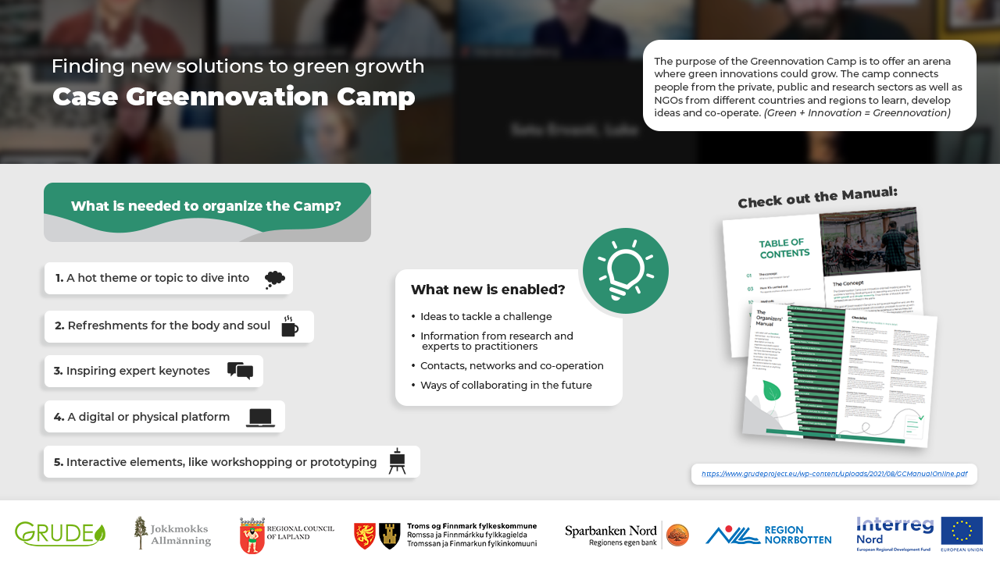 Finding new solutions to green growth
Case Greennovation Camp
The purpose of the Greennovation Camp is to offer an arena
where green innovations could grow. The camp connects
people from the private, public and research sectors as well as
NGOs from different countries and regions to learn, develop
ideas and co-operate. (Green + Innovation = Greennovation)
What is needed to organize the Camp?
1. A hot theme or topic to dive into
2. Refreshments for the body and soul
3. Inspiring expert keynotes
4. A digital or physical platform
5. Interactive elements, like workshopping or prototyping
What new is enabled?
• Ideas to tackle a challenge
• Information from research and
experts to practitioners
• Contacts, networks and co-operation
• Ways of collaborating in the future
Check out the Manual:
TABLE OF
CONTENTS
01 The concept
03
The Concept
The
Organizers'
Manual
Checklist
https://www.grudeproject.eu/wp-content/uploads/2021/08/GCManualOnline.pdf
GRUDE
Jokkmokks
Allmänning
REGIONAL COUNCIL
OF LAPLAND
Troms og Finnmark fylkeskommune
Romssa ja Finnmárkku fylkkagielda
Tromssan ja Finmarkun fylkinkomuuni
Sparbanken Nord
Regionens egen bank
REGION
NORRBOTTEN
Interreg
Nord
European Regional Development Fund
EUROPEAN UNION